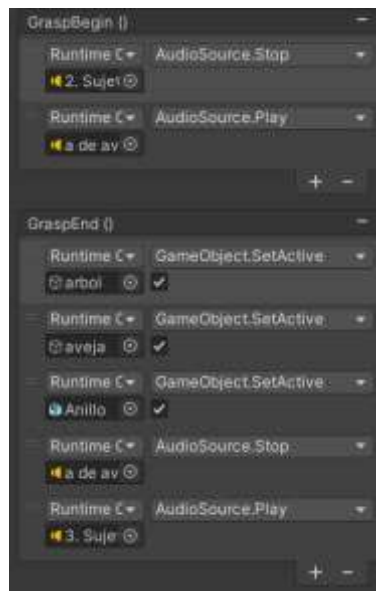 GraspBegin ()
Runtime C AudioSource.Stop
2. Sujet
Runtime C AudioSource.Play
a de av
GraspEnd ()
Runtime C GameObject.SetActive
arbol
Runtime C GameObject.SetActive
aveja
Runtime C GameObject.SetActive
Anillo
Runtime C AudioSource.Stop
a de av
Runtime C AudioSource.Play
3. Suje